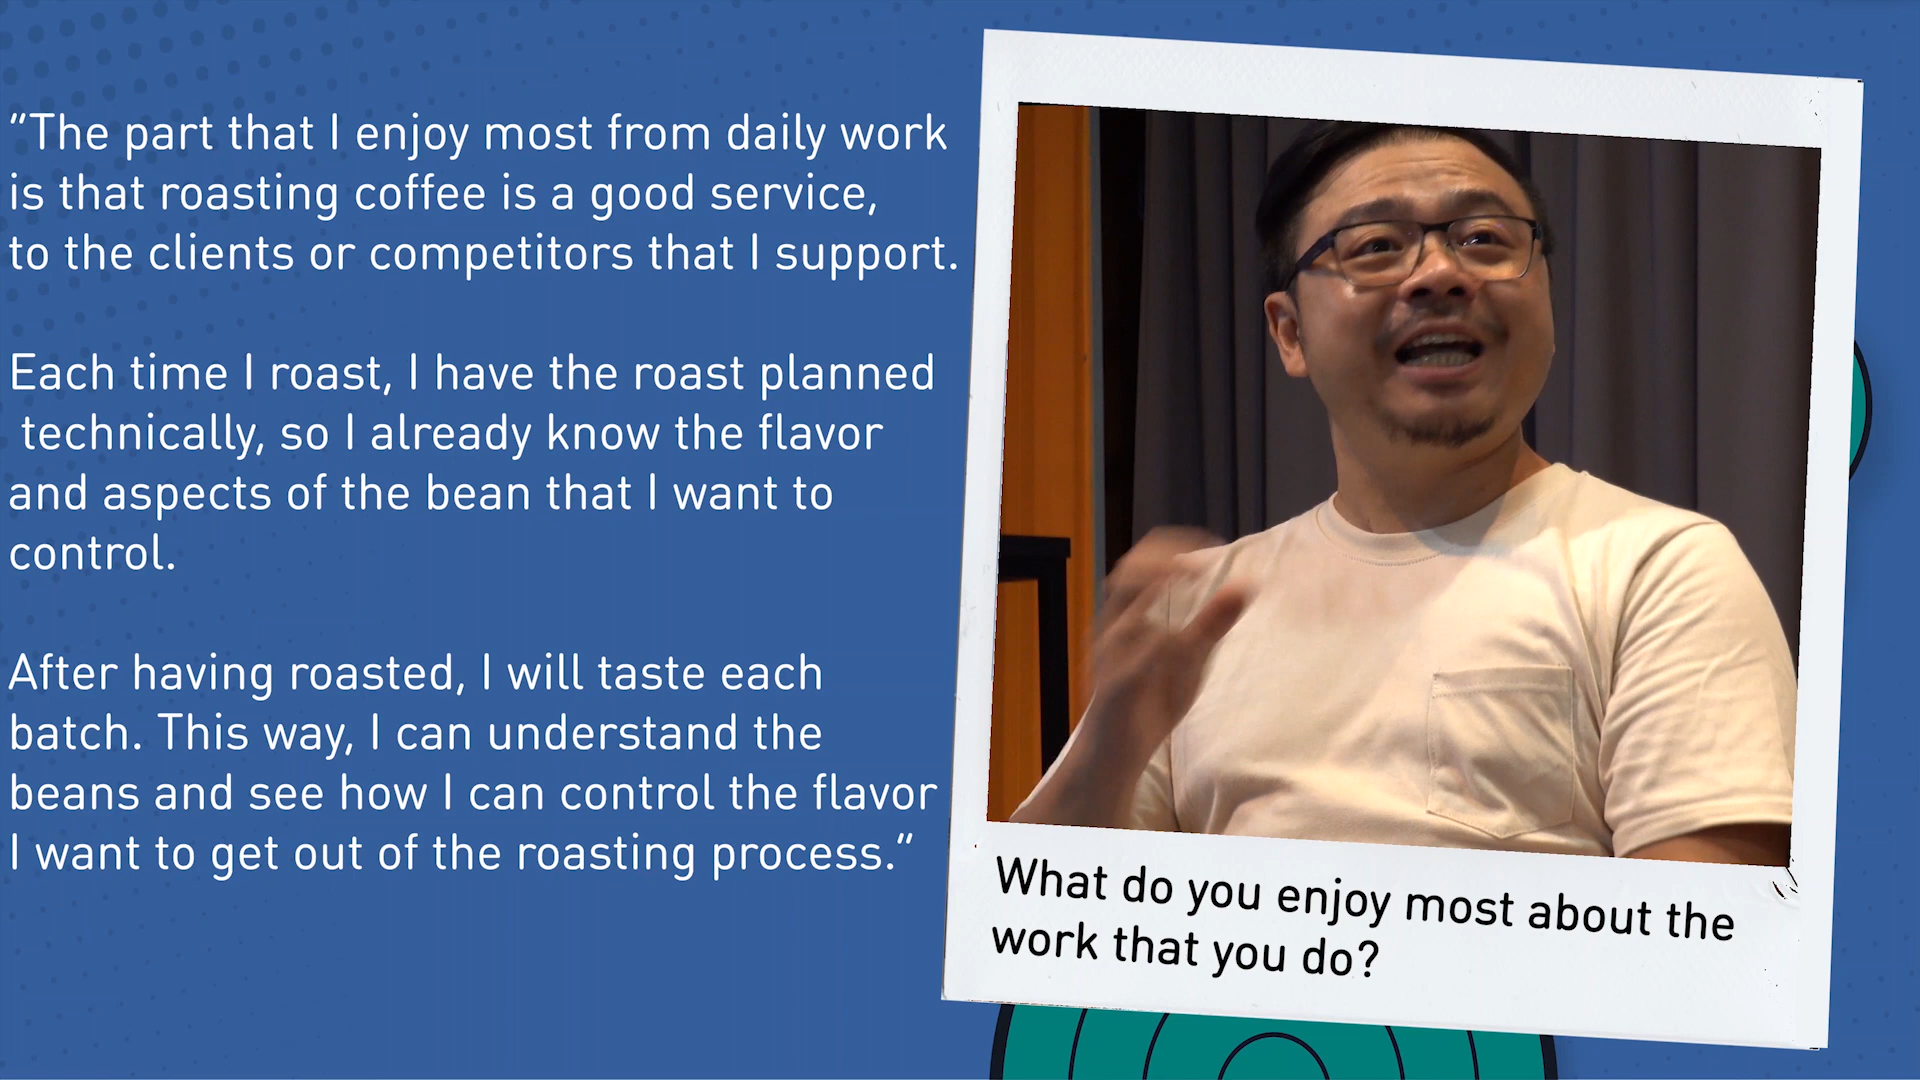 "The part that I enjoy most from daily work
is that roasting coffee is a good service,
to the clients or competitors that I support.
Each time I roast, I have the roast planned
technically, so I already know the flavor
and aspects of the bean that I want to
control.
After having roasted, I will taste each
batch. This way, I can understand the
beans and see how I can control the flavor
I want to get out of the roasting process."
What do you enjoy most about the
work that you do?